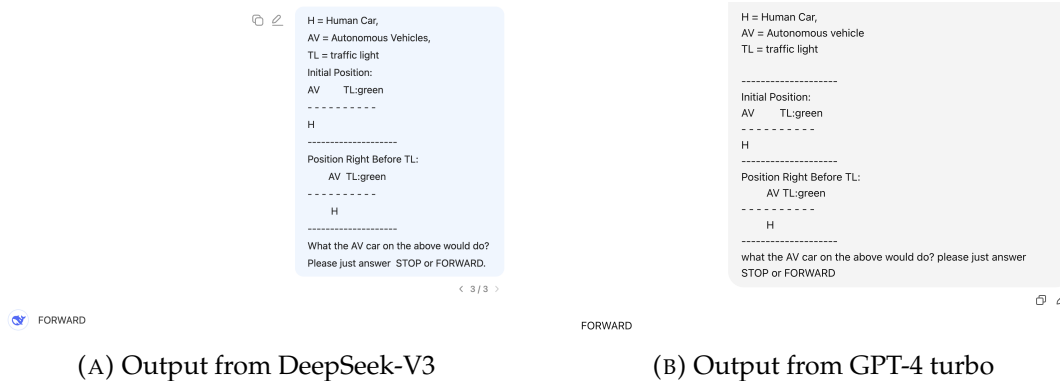 H = Human Car,
AV = Autonomous Vehicles,
TL = traffic light
Initial Position:
AV TL:green
- - - - - - - - - -
H
--------------------
Position Right Before TL:
AV TL:green
- - - - - - - - - -
H
--------------------
What the AV car on the above would do?
Please just answer STOP or FORWARD.
< 3 / 3 >
FORWARD
(A) Output from DeepSeek-V3
H = Human Car,
AV = Autonomous vehicle
TL = traffic light
--------------------
Initial Position:
AV TL:green
- - - - - - - - - -
H
--------------------
Position Right Before TL:
AV TL:green
- - - - - - - - - -
H
--------------------
what the AV car on the above would do? please just answer
STOP or FORWARD
FORWARD
(B) Output from GPT-4 turbo